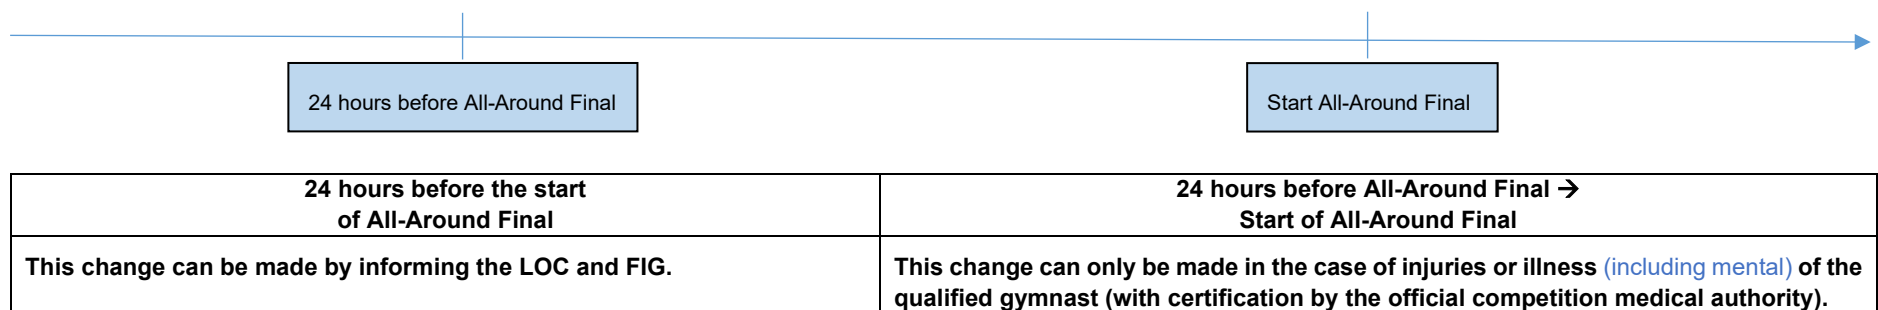 24 hours before All-Around Final
Start All-Around Final
24 hours before the start
of All-Around Final
24 hours before All-Around Final →
Start of All-Around Final
This change can be made by informing the LOC and FIG.
This change can only be made in the case of injuries or illness (including mental) of the
qualified gymnast (with certification by the official competition medical authority).